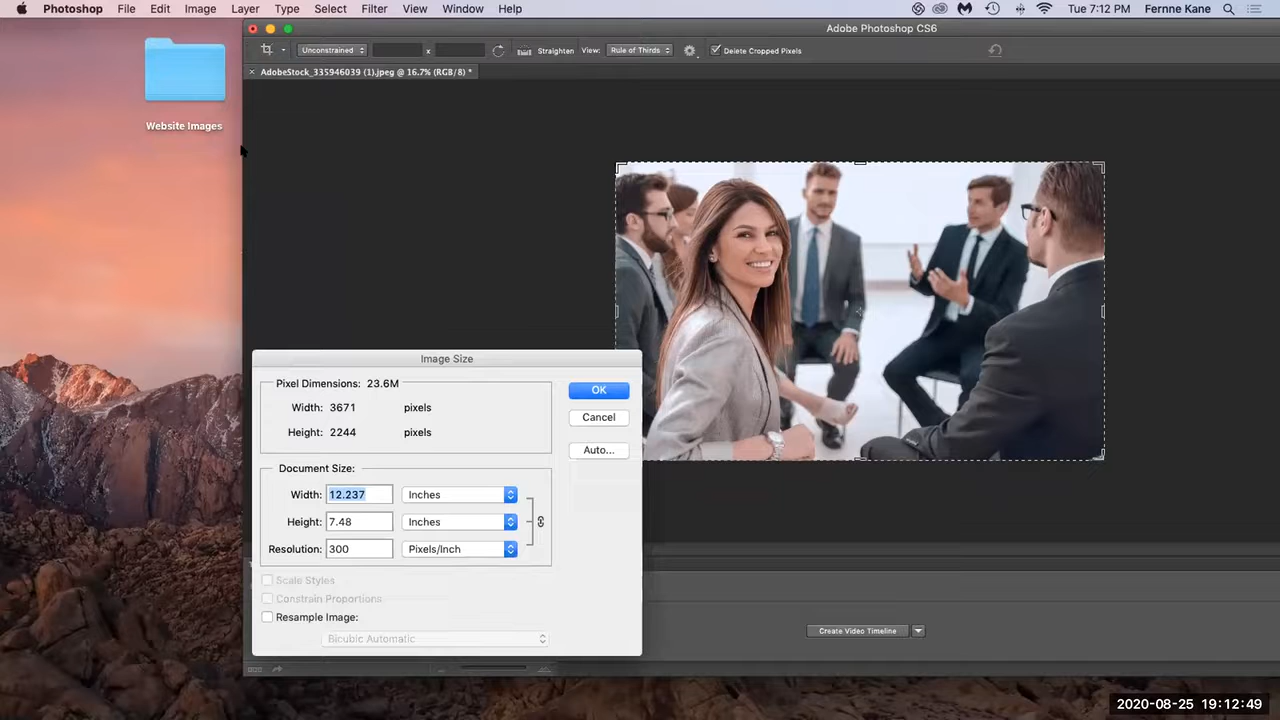 Photoshop File Edit Image Layer Type Select Filter View Window Help Tue 7:12 PM Fernne Kane
Adobe Photoshop CS6
Unconstrained x Straighten View: Rule of Thirds Delete Cropped Pixels
× AdobeStock_335946039 (1).jpeg @ 16.7% (RGB/8) *
Website Images
Image Size
Pixel Dimensions: 23.6M
OK
Width: 3671 pixels
Cancel
Height: 2244 pixels
Auto...
Document Size:
Width: 12.237 Inches
Height: 7.48 Inches
Resolution: 300 Pixels/Inch
Scale Styles
Constrain Proportions
Resample Image:
Bicubic Automatic
Create Video Timeline
2020-08-25 19:12:49